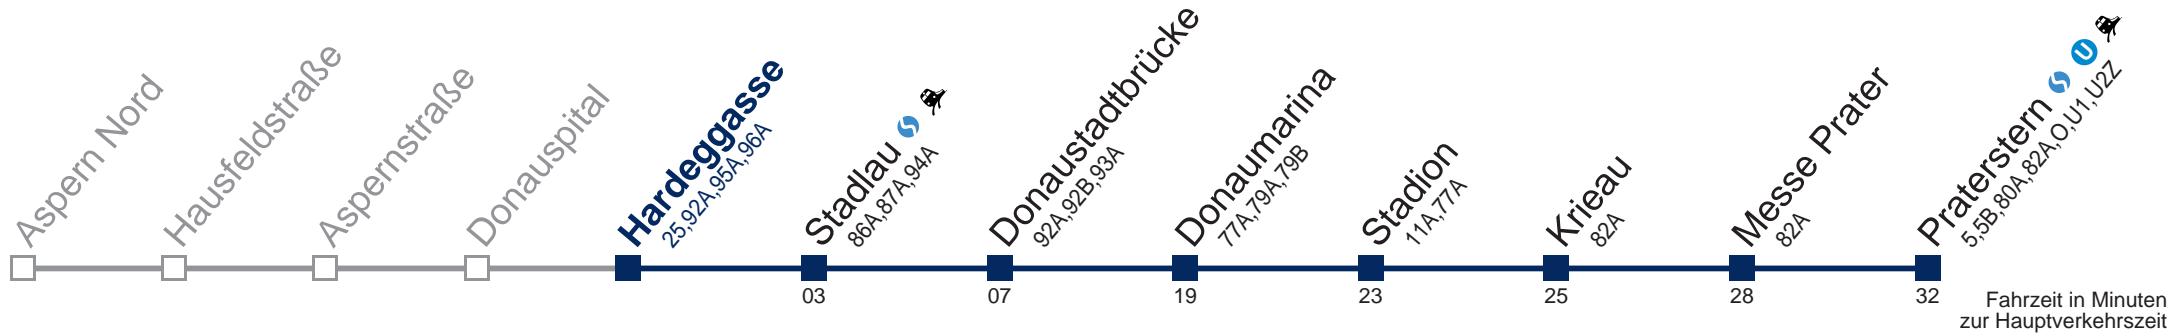 Aspern Nord
Hausfeldstraße
Aspernstraße
Donauspital
Hardeggasse
25,92A,95A,96A
Stadlau
86A,87A,94A
Donaustadtbrücke
92A,92B,93A
Donaumarina
77A,79A,79B
Stadion
11A,77A
Krieau
82A
Messe Prater
82A
Praterstern U
5,5B,80A,82A,O,U1,U2Z
03 07 19 23 25 28 32
Fahrzeit in Minuten
zur Hauptverkehrszeit